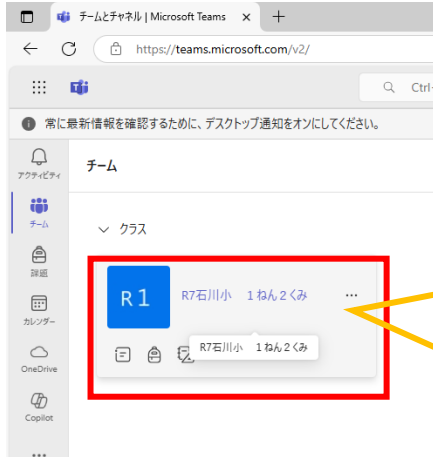 チームとチャネル | Microsoft Teams
https://teams.microsoft.com/v2/
Ctrl
常に最新情報を確認するために、デスクトップ通知をオンにしてください。
アクティビティ
チーム
チーム
クラス
課題
R1
R7石川小　1ねん2くみ
カレンダー
R7石川小　1ねん2くみ
OneDrive
Copilot